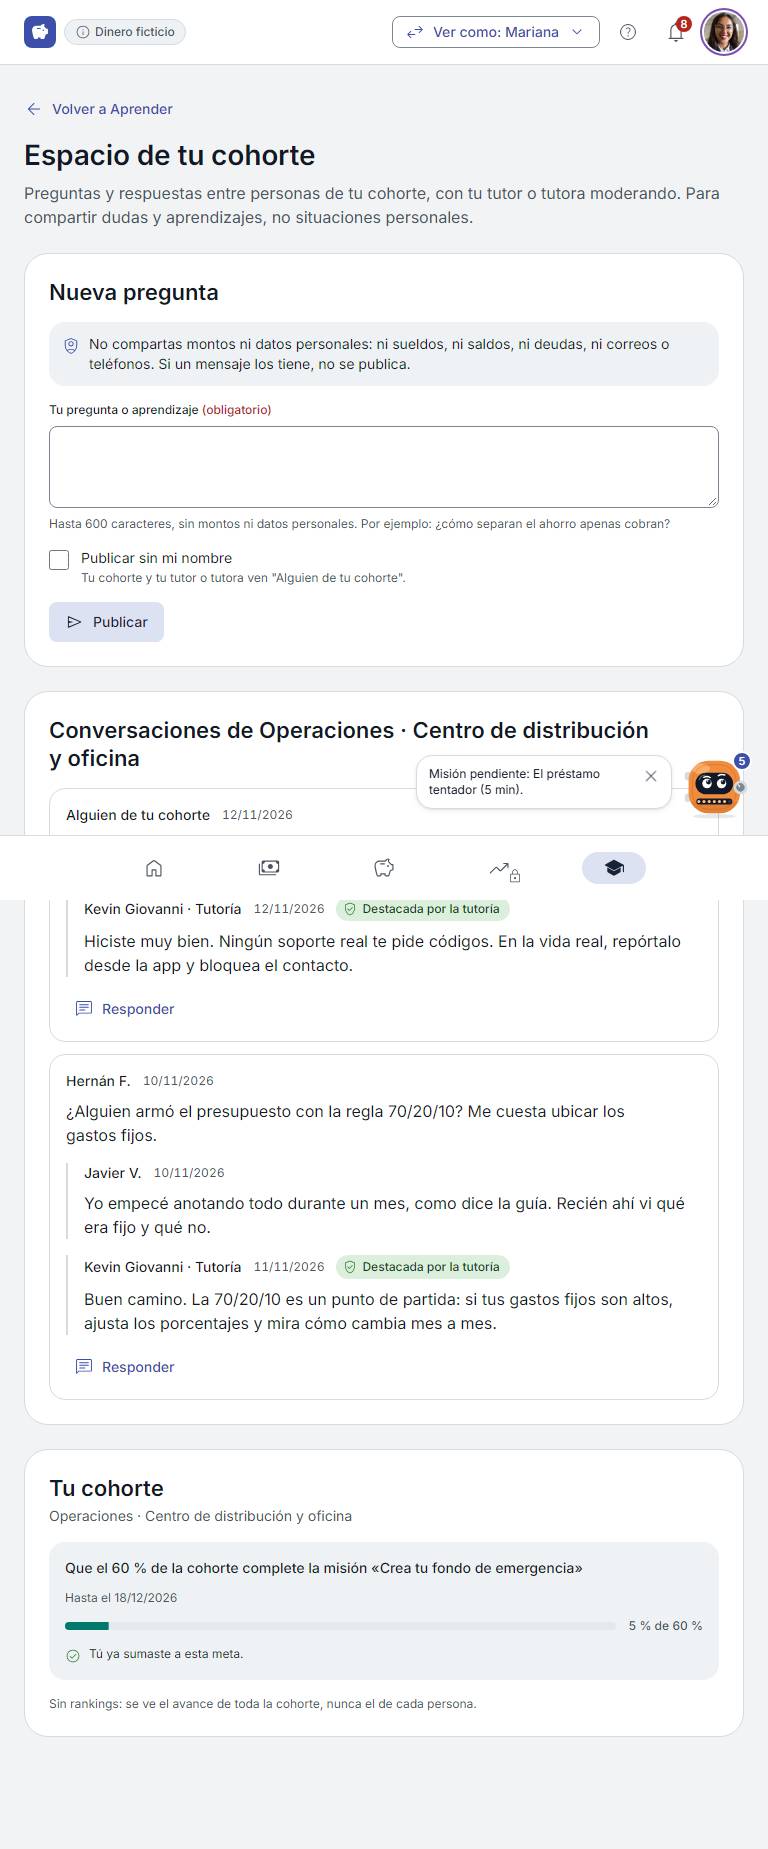 Dinero ficticio
Ver como: Mariana
8
Volver a Aprender
Espacio de tu cohorte
Preguntas y respuestas entre personas de tu cohorte, con tu tutor o tutora moderando. Para
compartir dudas y aprendizajes, no situaciones personales.
Nueva pregunta
No compartas montos ni datos personales: ni sueldos, ni saldos, ni deudas, ni correos o
teléfonos. Si un mensaje los tiene, no se publica.
Tu pregunta o aprendizaje (obligatorio)
Hasta 600 caracteres, sin montos ni datos personales. Por ejemplo: ¿cómo separan el ahorro apenas cobran?
Publicar sin mi nombre
Tu cohorte y tu tutor o tutora ven "Alguien de tu cohorte".
Publicar
Conversaciones de Operaciones · Centro de distribución
y oficina
Misión pendiente: El préstamo
tentador (5 min).
5
Alguien de tu cohorte 12/11/2026
Kevin Giovanni · Tutoría 12/11/2026 Destacada por la tutoría
Hiciste muy bien. Ningún soporte real te pide códigos. En la vida real, repórtalo
desde la app y bloquea el contacto.
Responder
Hernán F. 10/11/2026
¿Alguien armó el presupuesto con la regla 70/20/10? Me cuesta ubicar los
gastos fijos.
Javier V. 10/11/2026
Yo empecé anotando todo durante un mes, como dice la guía. Recién ahí vi qué
era fijo y qué no.
Kevin Giovanni · Tutoría 11/11/2026 Destacada por la tutoría
Buen camino. La 70/20/10 es un punto de partida: si tus gastos fijos son altos,
ajusta los porcentajes y mira cómo cambia mes a mes.
Responder
Tu cohorte
Operaciones · Centro de distribución y oficina
Que el 60 % de la cohorte complete la misión «Crea tu fondo de emergencia»
Hasta el 18/12/2026
5 % de 60 %
Tú ya sumaste a esta meta.
Sin rankings: se ve el avance de toda la cohorte, nunca el de cada persona.